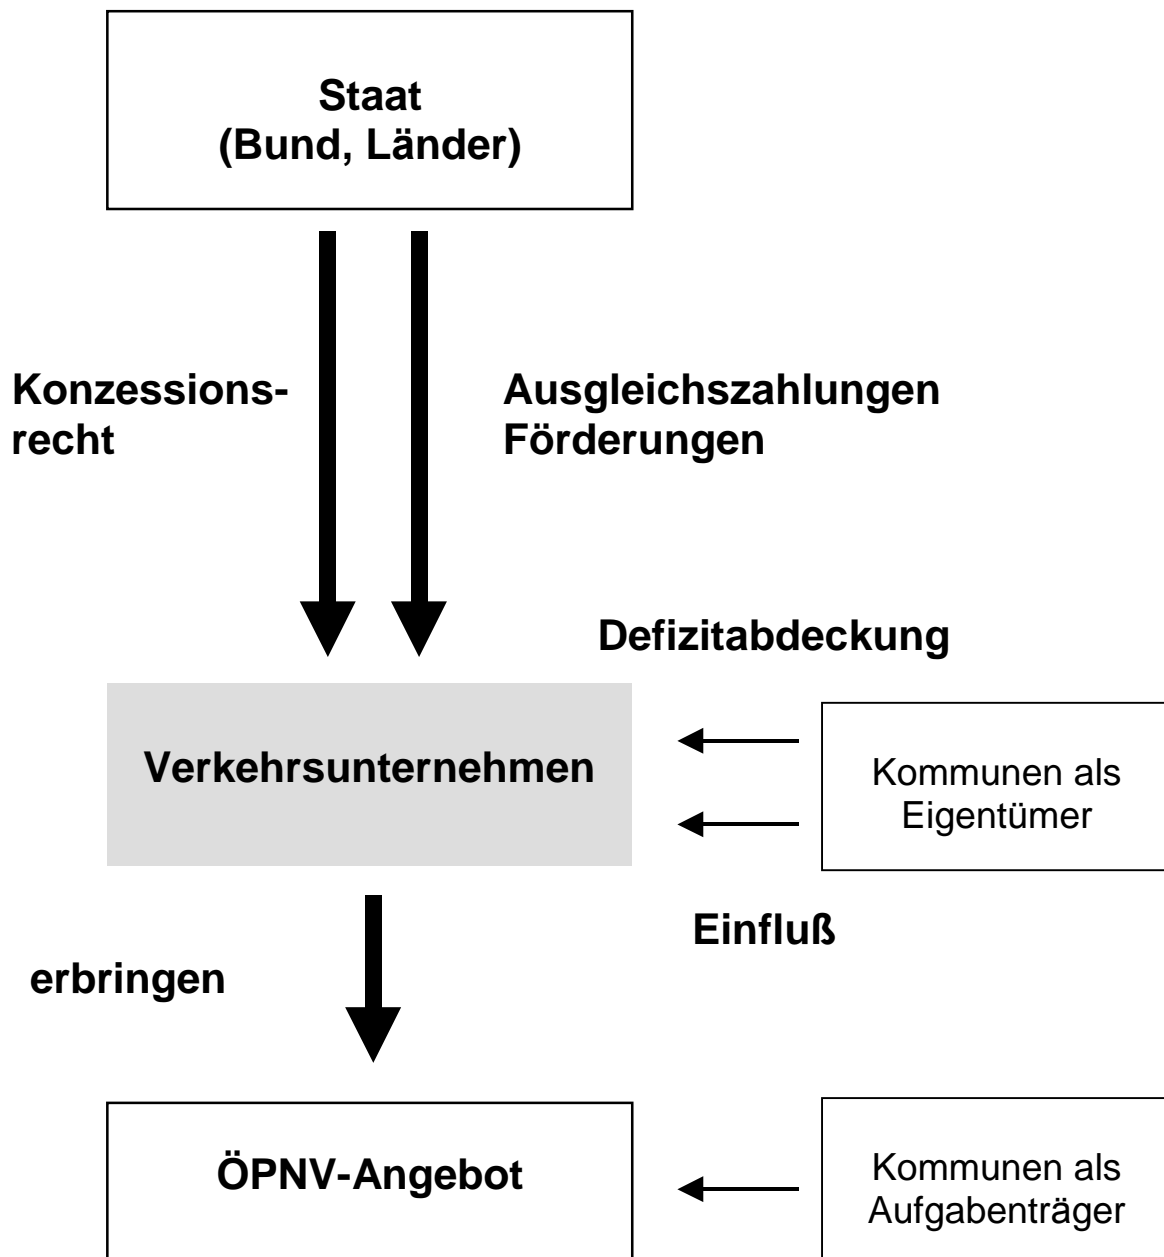 Staat
(Bund, Länder)
Konzessions-
recht
Ausgleichszahlungen
Förderungen
Defizitabdeckung
Verkehrsunternehmen
Kommunen als
Eigentümer
Einfluß
erbringen
ÖPNV-Angebot
Kommunen als
Aufgabenträger